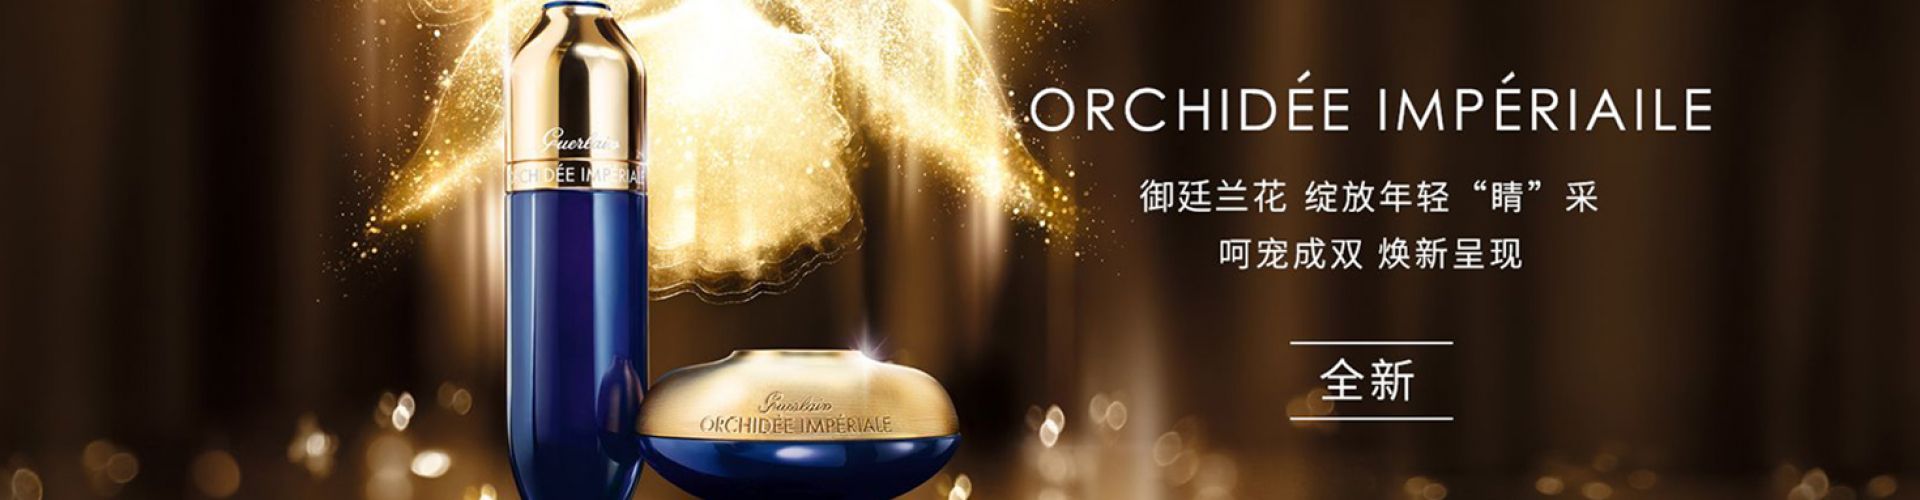 Guerlain
ORCHIDÉE IMPÉRIALE
Guerlain
ORCHIDÉE IMPÉRIALE
ORCHIDÉE IMPÉRIAILE
御廷兰花 绽放年轻“睛”采
呵宠成双 焕新呈现
全新